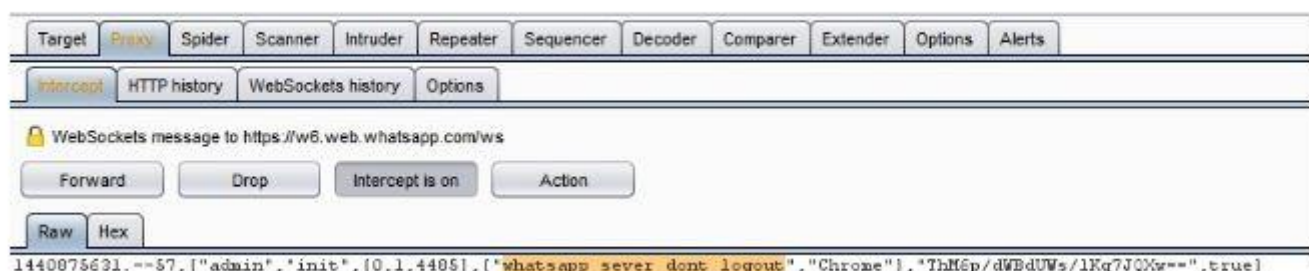 Target Proxy Spider Scanner Intruder Repeater Sequencer Decoder Comparer Extender Options Alerts
Intercept HTTP history WebSockets history Options
WebSockets message to https://w6.web.whatsapp.com/ws
Forward Drop Intercept is on Action
Raw Hex
1440875631.--57,["admin","init",[0,1,4485],["whatsapp sever dont logout","Chrome"],"ThM6p/dWBdUWs/lKq7J0Xw==",true]